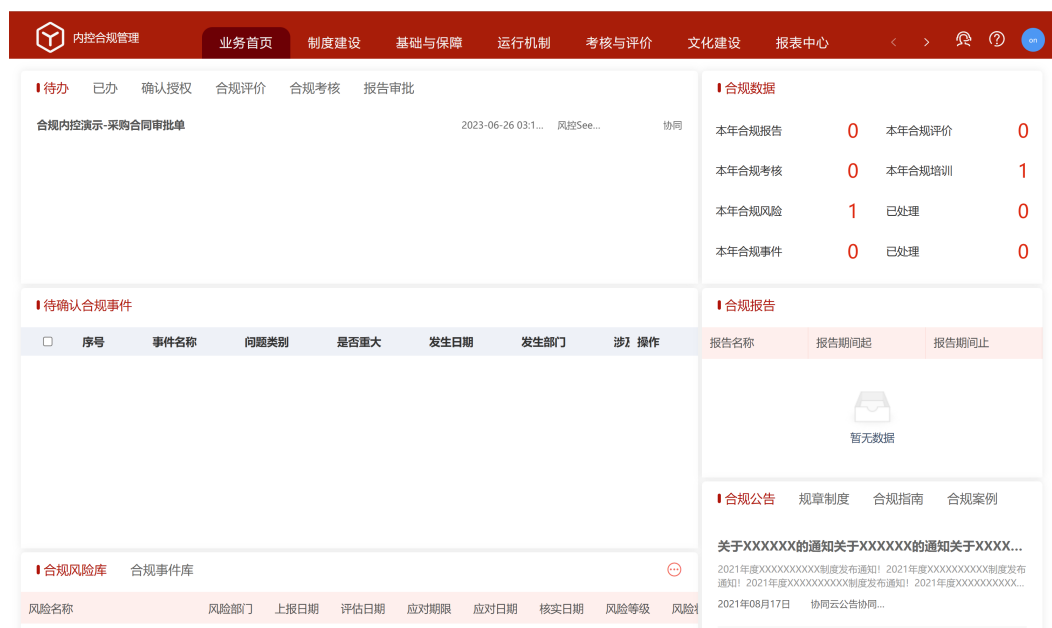 内控合规管理
业务首页 制度建设 基础与保障 运行机制 考核与评价 文化建设 报表中心
on
待办 已办 确认授权 合规评价 合规考核 报告审批
合规内控演示-采购合同审批单 2023-06-26 03:1... 风控See... 协同
合规数据
本年合规报告 0 本年合规评价 0
本年合规考核 0 本年合规培训 1
本年合规风险 1 已处理 0
本年合规事件 0 已处理 0
待确认合规事件
序号 事件名称 问题类别 是否重大 发生日期 发生部门 涉及 操作
合规报告
报告名称 报告期间起 报告期间止
暂无数据
合规风险库 合规事件库
风险名称 风险部门 上报日期 评估日期 应对期限 应对日期 核实日期 风险等级 风险
合规公告 规章制度 合规指南 合规案例
关于XXXXXX的通知关于XXXXXX的通知关于XXXX...
2021年度XXXXXXXXXX制度发布通知！2021年度XXXXXXXXXX制度发布
通知！2021年度XXXXXXXXXX制度发布通知！2021年度XXXXXXXXXX...
2021年08月17日 协同云公告协同...